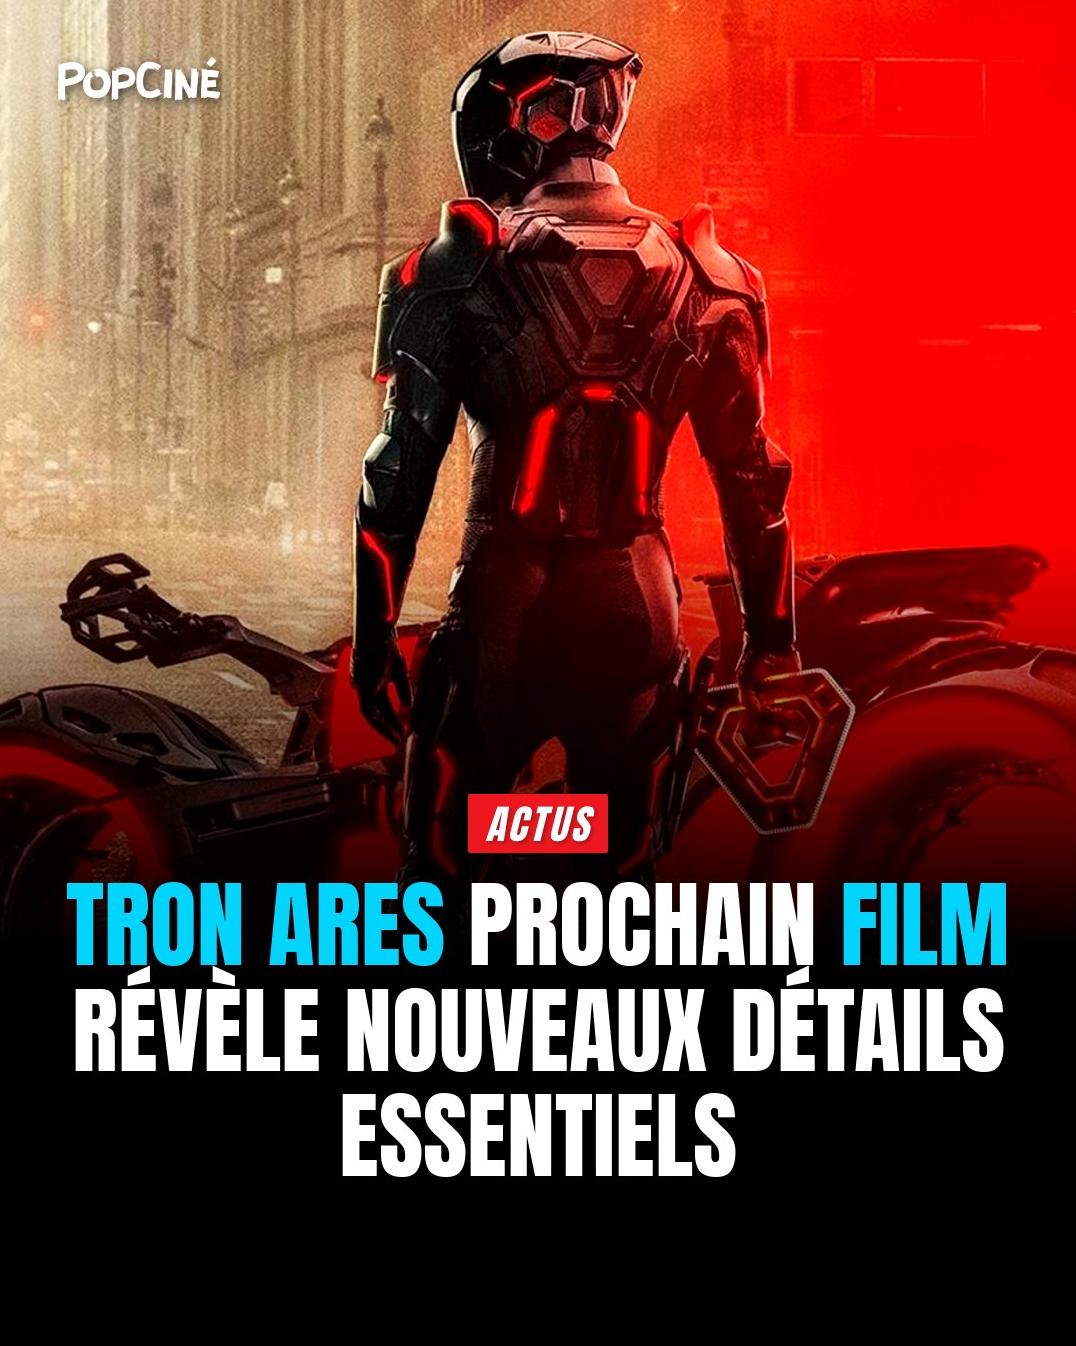 POPCINÉ
ACTUS
TRON ARES PROCHAIN FILM
RÉVÈLE NOUVEAUX DÉTAILS
ESSENTIELS